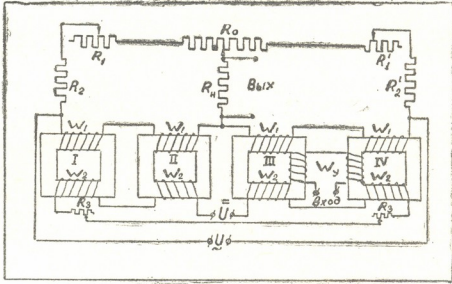 R₀
R₁ R₁'
R₂ Rн Вых R₂'
W₁ W₁ W₁ W₁
I II III IV
W₂ W₂ W₂ Wу W₂
Вход
R₃ = U R₃
U ~